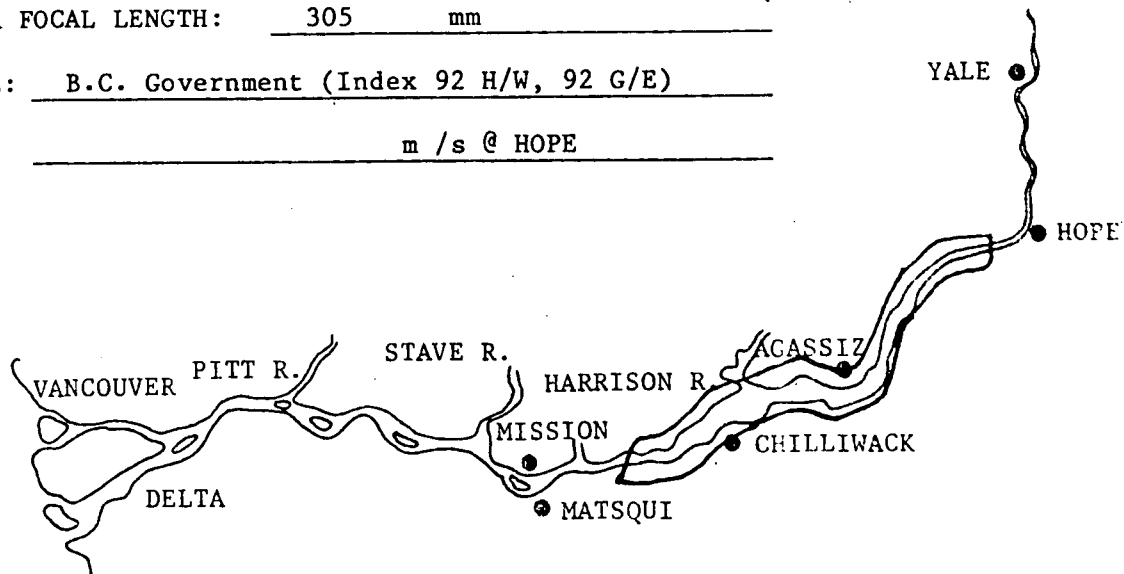 FOCAL LENGTH: 305 mm
: B.C. Government (Index 92 H/W, 92 G/E)
m /s @ HOPE
YALE
HOPE
AGASSIZ
STAVE R.
PITT R.
HARRISON R.
VANCOUVER
MISSION
CHILLIWACK
DELTA
MATSQUI